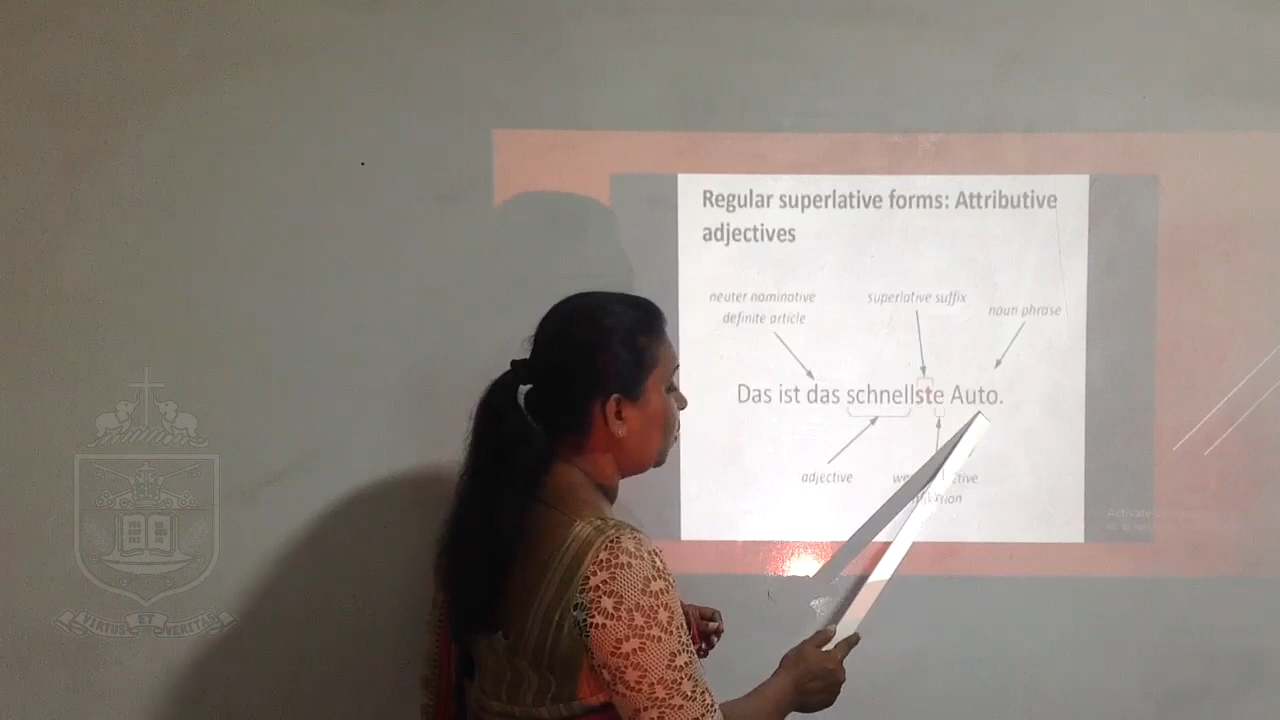 Regular superlative forms: Attributive
adjectives
neuter nominative
definite article
superlative suffix
noun phrase
Das ist das schnellste Auto.
adjective
Activate
VIRTUS ET VERITAS